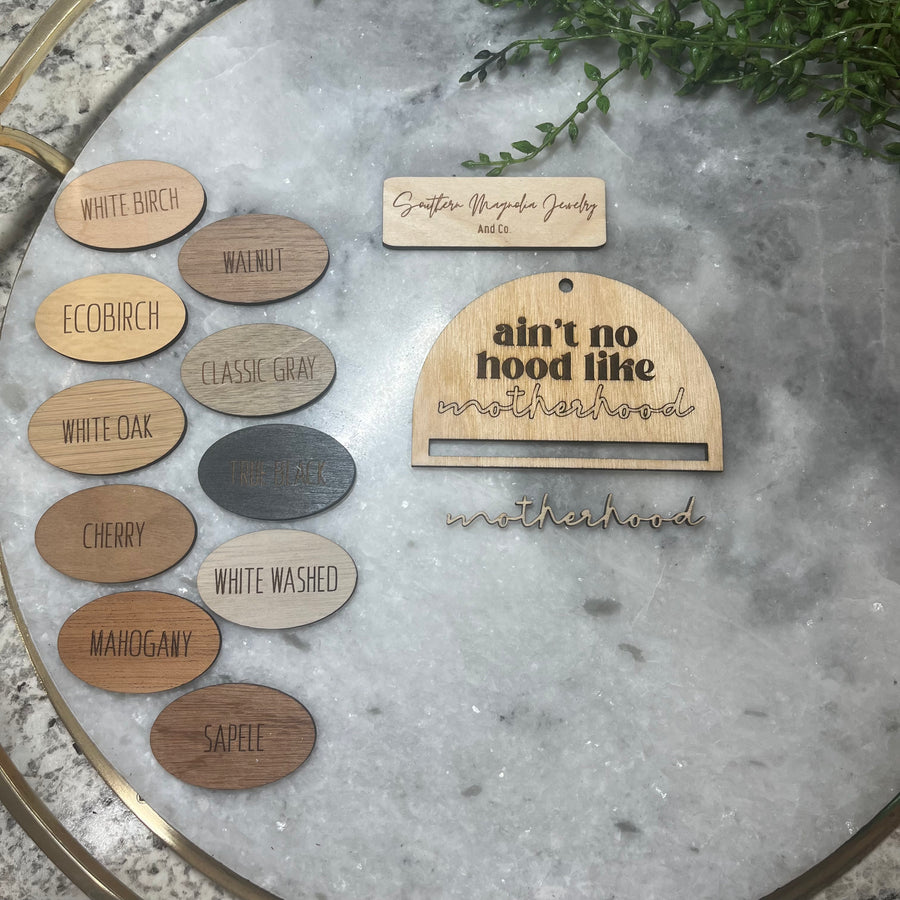 WHITE BIRCH
WALNUT
ECOBIRCH
CLASSIC GRAY
WHITE OAK
TRUE BLACK
CHERRY
WHITE WASHED
MAHOGANY
SAPELE
Southern Magnolia Jewelry
And Co.
ain't no
hood like
motherhood
motherhood